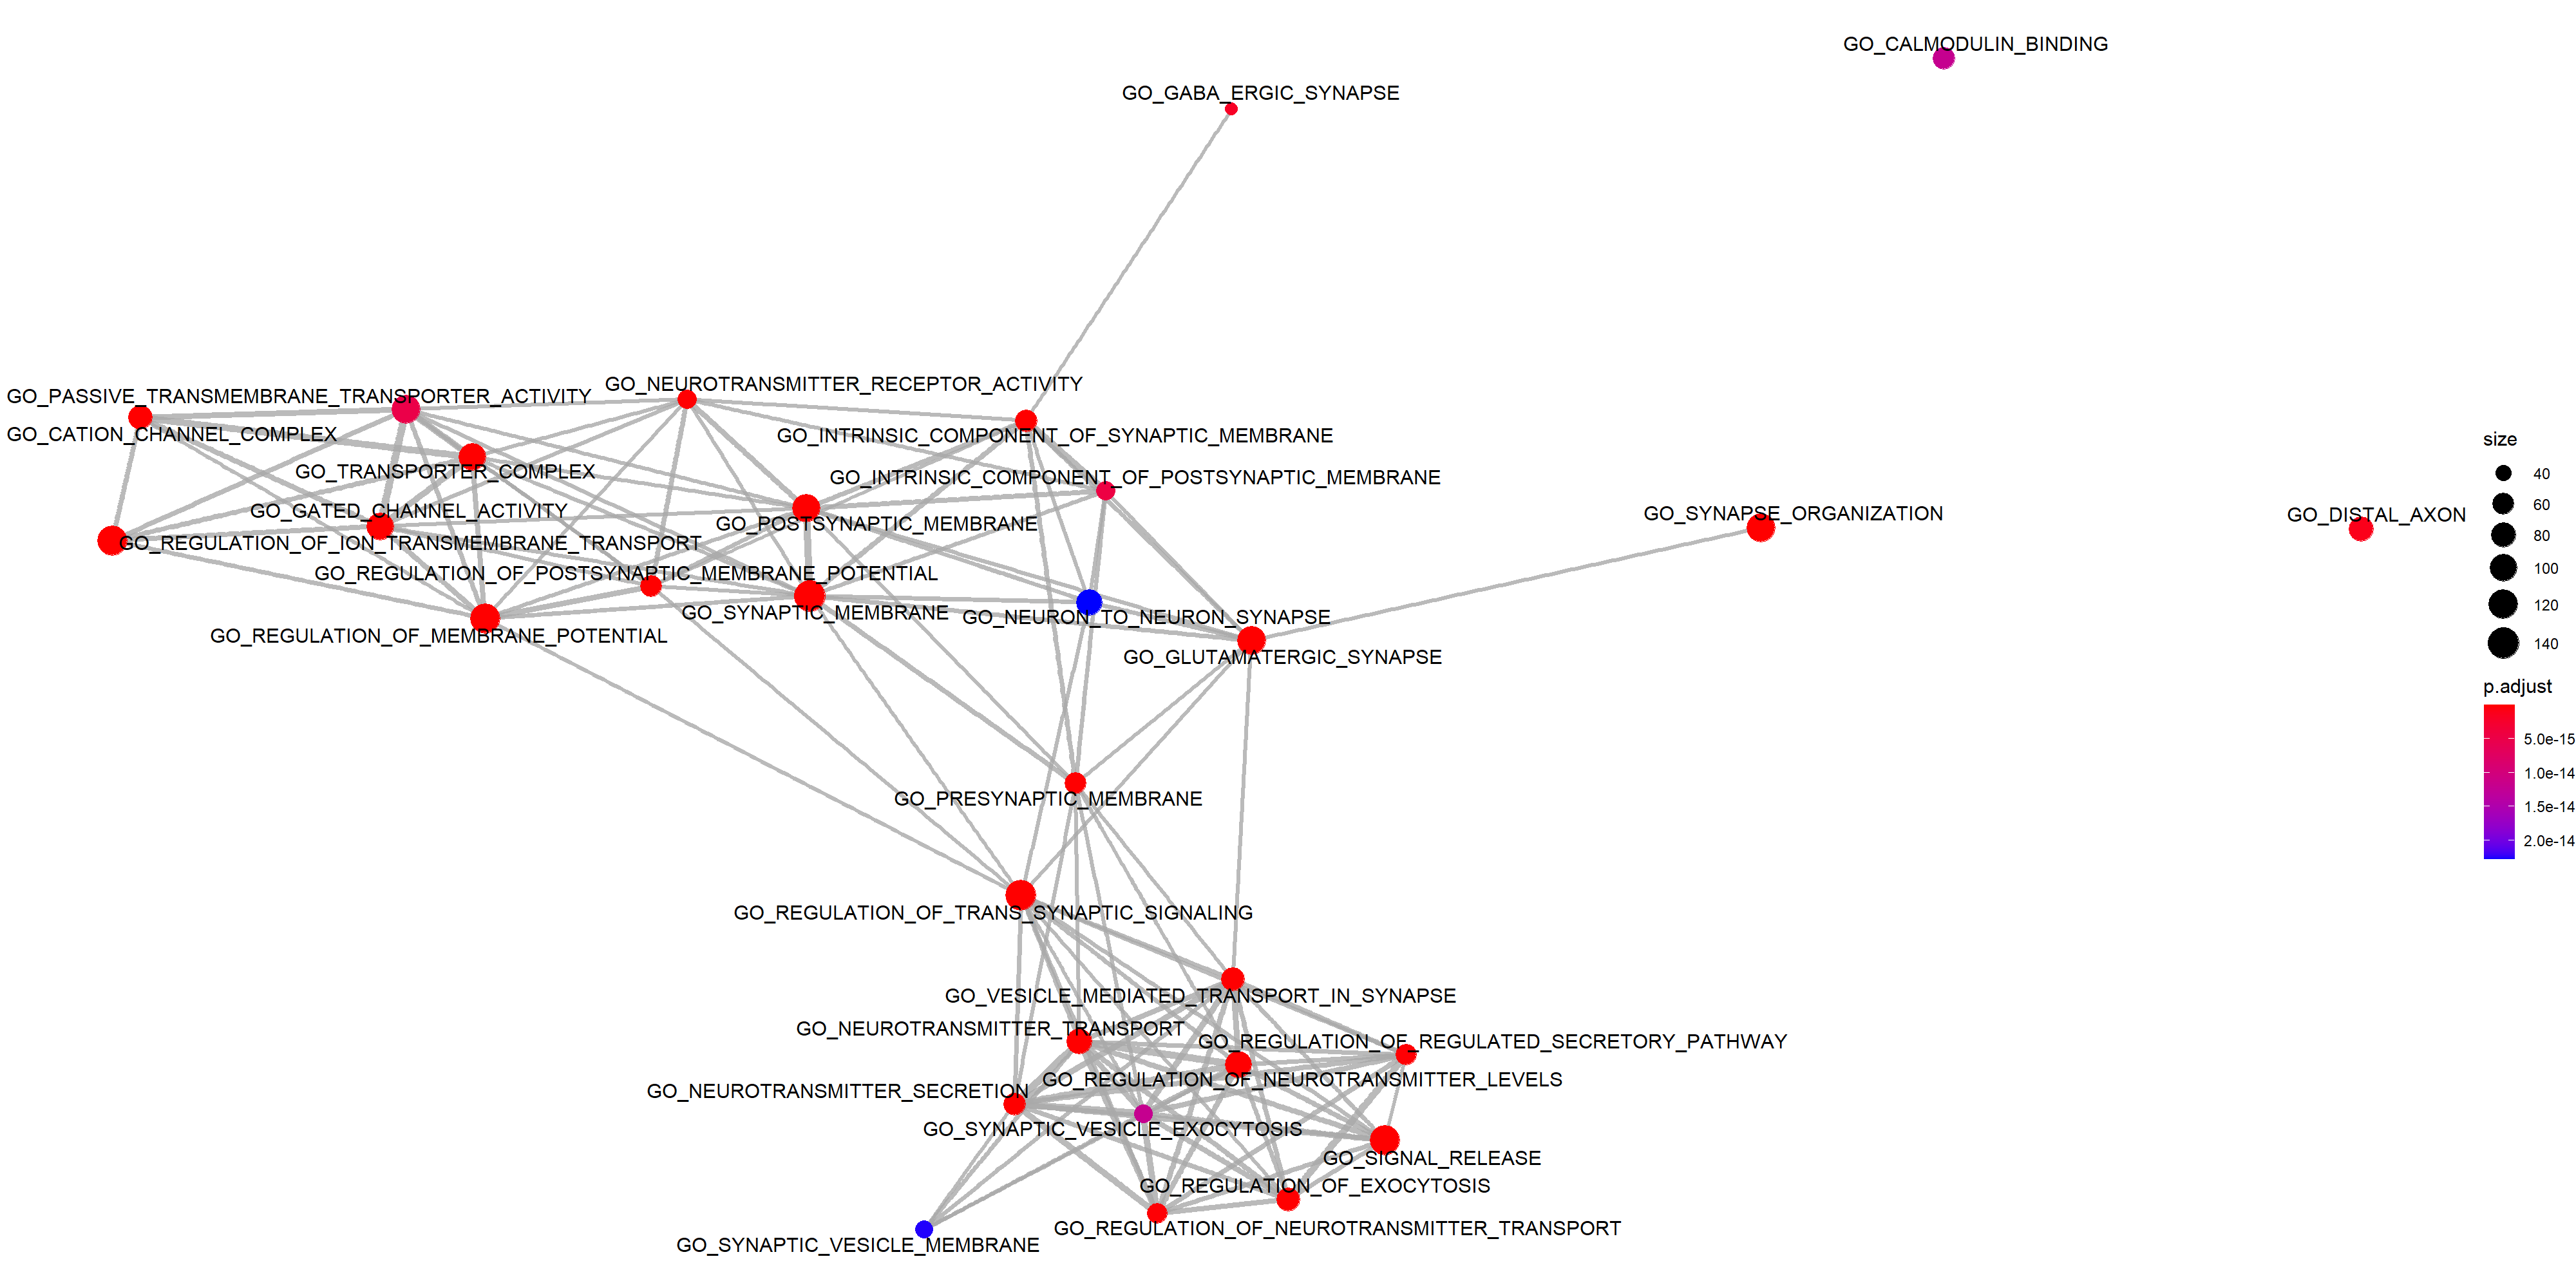 GO_CALMODULIN_BINDING
GO_GABA_ERGIC_SYNAPSE
GO_NEUROTRANSMITTER_RECEPTOR_ACTIVITY
GO_PASSIVE_TRANSMEMBRANE_TRANSPORTER_ACTIVITY
GO_CATION_CHANNEL_COMPLEX
GO_INTRINSIC_COMPONENT_OF_SYNAPTIC_MEMBRANE
GO_TRANSPORTER_COMPLEX
GO_INTRINSIC_COMPONENT_OF_POSTSYNAPTIC_MEMBRANE
GO_GATED_CHANNEL_ACTIVITY
GO_POSTSYNAPTIC_MEMBRANE
GO_SYNAPSE_ORGANIZATION
GO_DISTAL_AXON
GO_REGULATION_OF_ION_TRANSMEMBRANE_TRANSPORT
GO_REGULATION_OF_POSTSYNAPTIC_MEMBRANE_POTENTIAL
GO_SYNAPTIC_MEMBRANE
GO_NEURON_TO_NEURON_SYNAPSE
GO_REGULATION_OF_MEMBRANE_POTENTIAL
GO_GLUTAMATERGIC_SYNAPSE
GO_PRESYNAPTIC_MEMBRANE
GO_REGULATION_OF_TRANS_SYNAPTIC_SIGNALING
GO_VESICLE_MEDIATED_TRANSPORT_IN_SYNAPSE
GO_NEUROTRANSMITTER_TRANSPORT
GO_REGULATION_OF_REGULATED_SECRETORY_PATHWAY
GO_REGULATION_OF_NEUROTRANSMITTER_LEVELS
GO_NEUROTRANSMITTER_SECRETION
GO_SYNAPTIC_VESICLE_EXOCYTOSIS
GO_SIGNAL_RELEASE
GO_REGULATION_OF_EXOCYTOSIS
GO_REGULATION_OF_NEUROTRANSMITTER_TRANSPORT
GO_SYNAPTIC_VESICLE_MEMBRANE
size
40
60
80
100
120
140
p.adjust
5.0e-15
1.0e-14
1.5e-14
2.0e-14